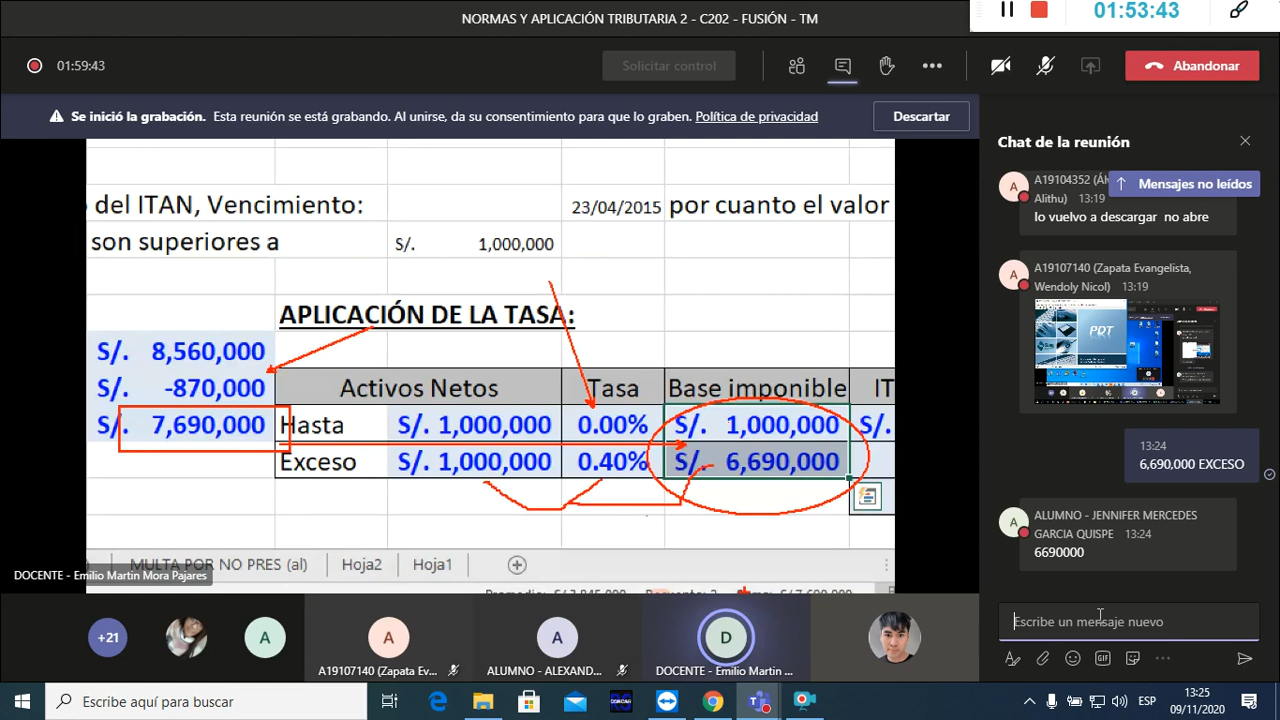 NORMAS Y APLICACIÓN TRIBUTARIA 2 - C202 - FUSIÓN - TM
01:53:43
01:59:43
Solicitar control
Abandonar
Se inició la grabación. Esta reunión se está grabando. Al unirse, da su consentimiento para que lo graben. Política de privacidad
Descartar
del ITAN, Vencimiento: 23/04/2015 por cuanto el valor
son superiores a S/. 1,000,000
APLICACIÓN DE LA TASA:
S/. 8,560,000
S/. -870,000 Activos Netos Tasa Base imponible IT
S/. 7,690,000 Hasta S/. 1,000,000 0.00% S/. 1,000,000 S/.
Exceso S/. 1,000,000 0.40% S/. 6,690,000
MULTA POR NO PRES (al) Hoja2 Hoja1
DOCENTE - Emilio Martin Mora Pajares
+21
A
A
A19107140 (Zapata Ev...
A
ALUMNO - ALEXAND...
D
DOCENTE - Emilio Martin ...
Chat de la reunión
A19104352 (Ál
Alithu) 13:19
Mensajes no leídos
lo vuelvo a descargar no abre
A19107140 (Zapata Evangelista,
Wendoly Nicol) 13:19
PDT
13:24
6,690,000 EXCESO
ALUMNO - JENNIFER MERCEDES
GARCIA QUISPE 13:24
6690000
Escribe un mensaje nuevo
GIF
Escribe aquí para buscar
ESP
13:25
09/11/2020